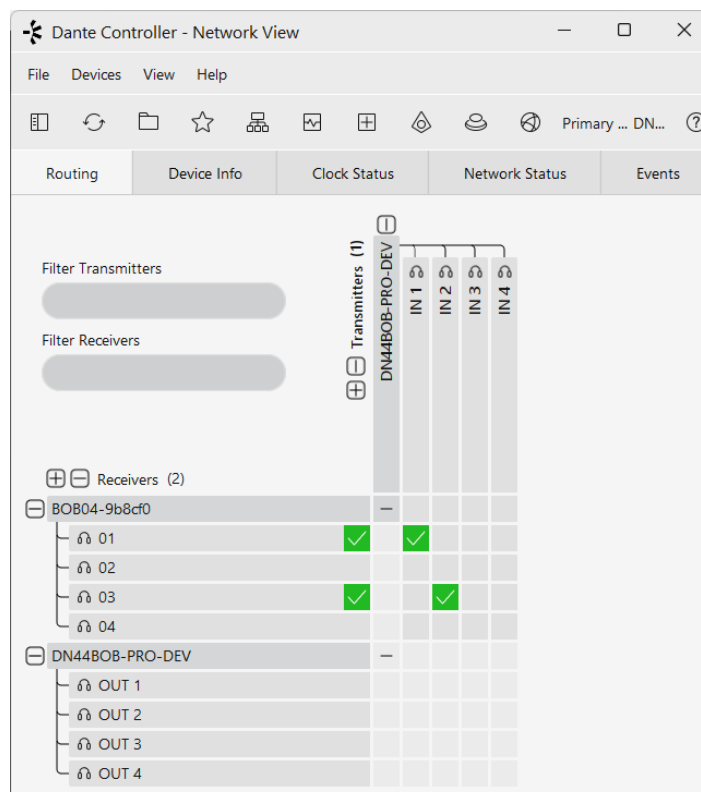 Dante Controller - Network View
File Devices View Help
Primary ... DN...
Routing Device Info Clock Status Network Status Events
Filter Transmitters
Filter Receivers
Transmitters (1)
DN44BOB-PRO-DEV
IN 1
IN 2
IN 3
IN 4
Receivers (2)
BOB04-9b8cf0
01
02
03
04
DN44BOB-PRO-DEV
OUT 1
OUT 2
OUT 3
OUT 4